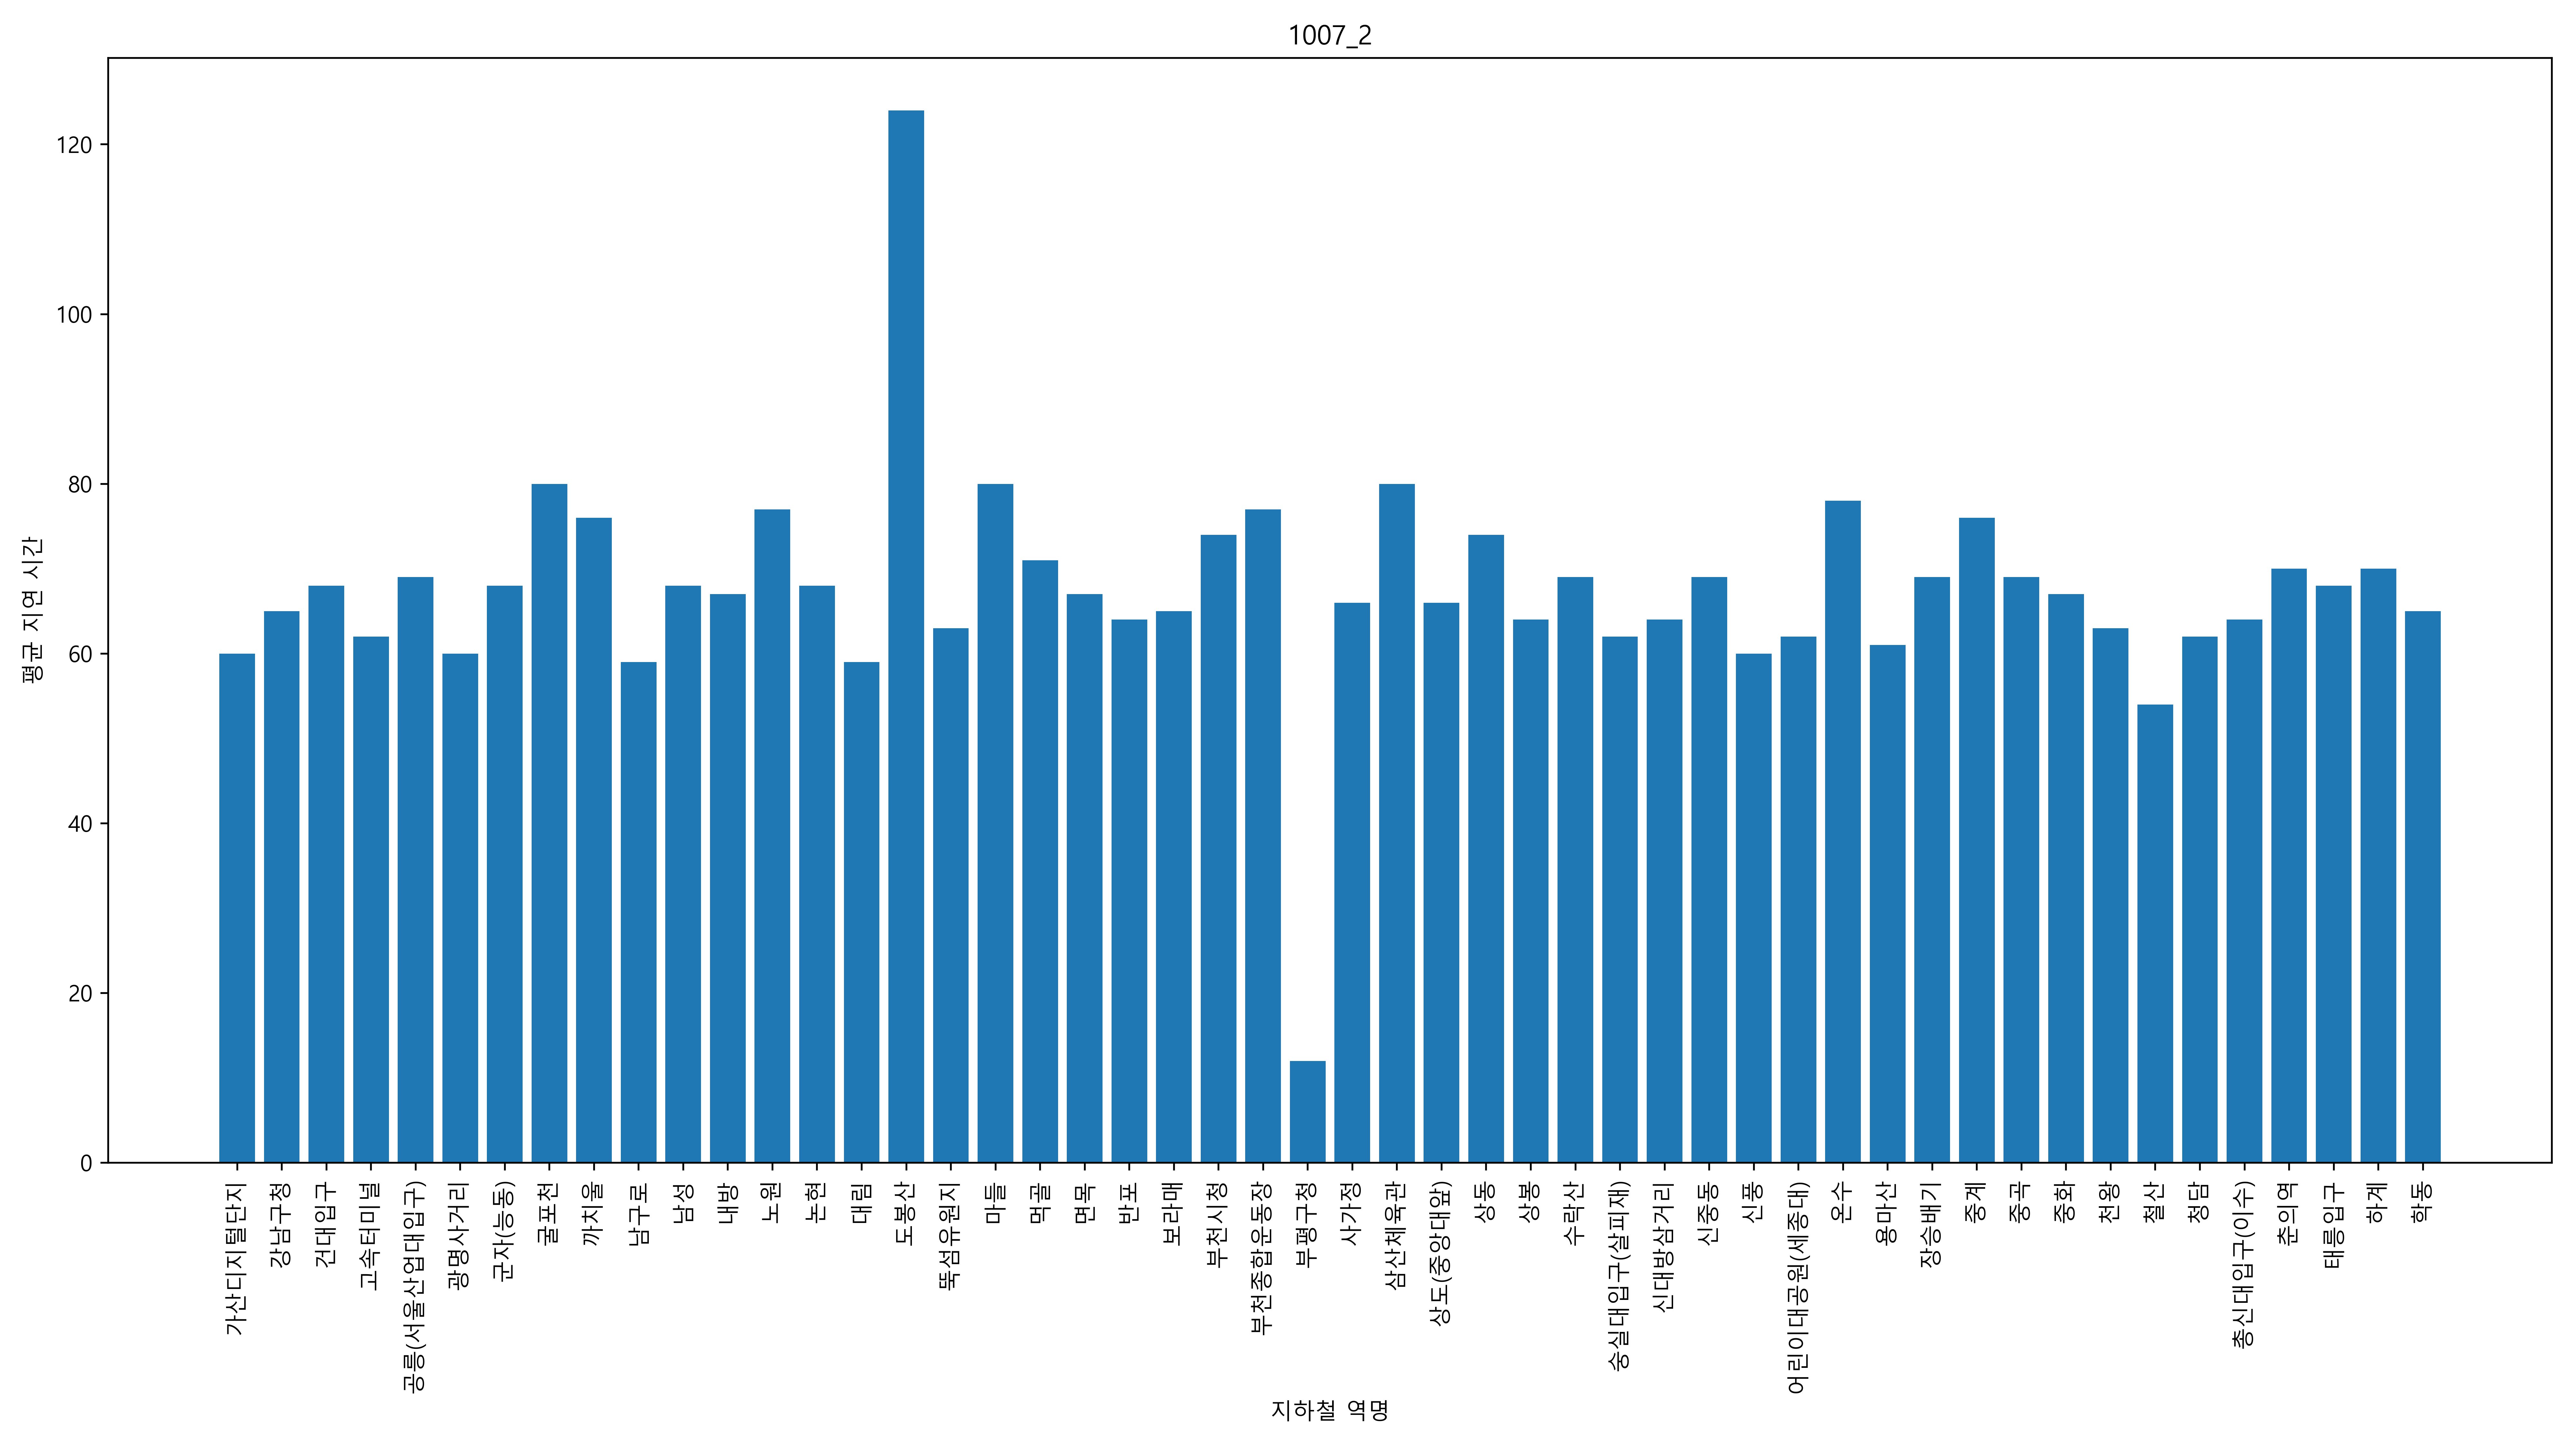 1007_2
평균 지연 시간
120
100
80
60
40
20
0
가산디지털단지
강남구청
건대입구
고속터미널
공릉(서울산업대입구)
광명사거리
군자(능동)
굴포천
까치울
남구로
남성
내방
노원
논현
대림
도봉산
뚝섬유원지
마들
먹골
면목
반포
보라매
부천시청
부천종합운동장
부평구청
사가정
삼산체육관
상도(중앙대앞)
상동
상봉
수락산
숭실대입구(살피재)
신대방삼거리
신중동
신풍
어린이대공원(세종대)
온수
용마산
장승배기
중계
중곡
중화
천왕
철산
청담
총신대입구(이수)
춘의역
태릉입구
하계
학동
지하철 역명